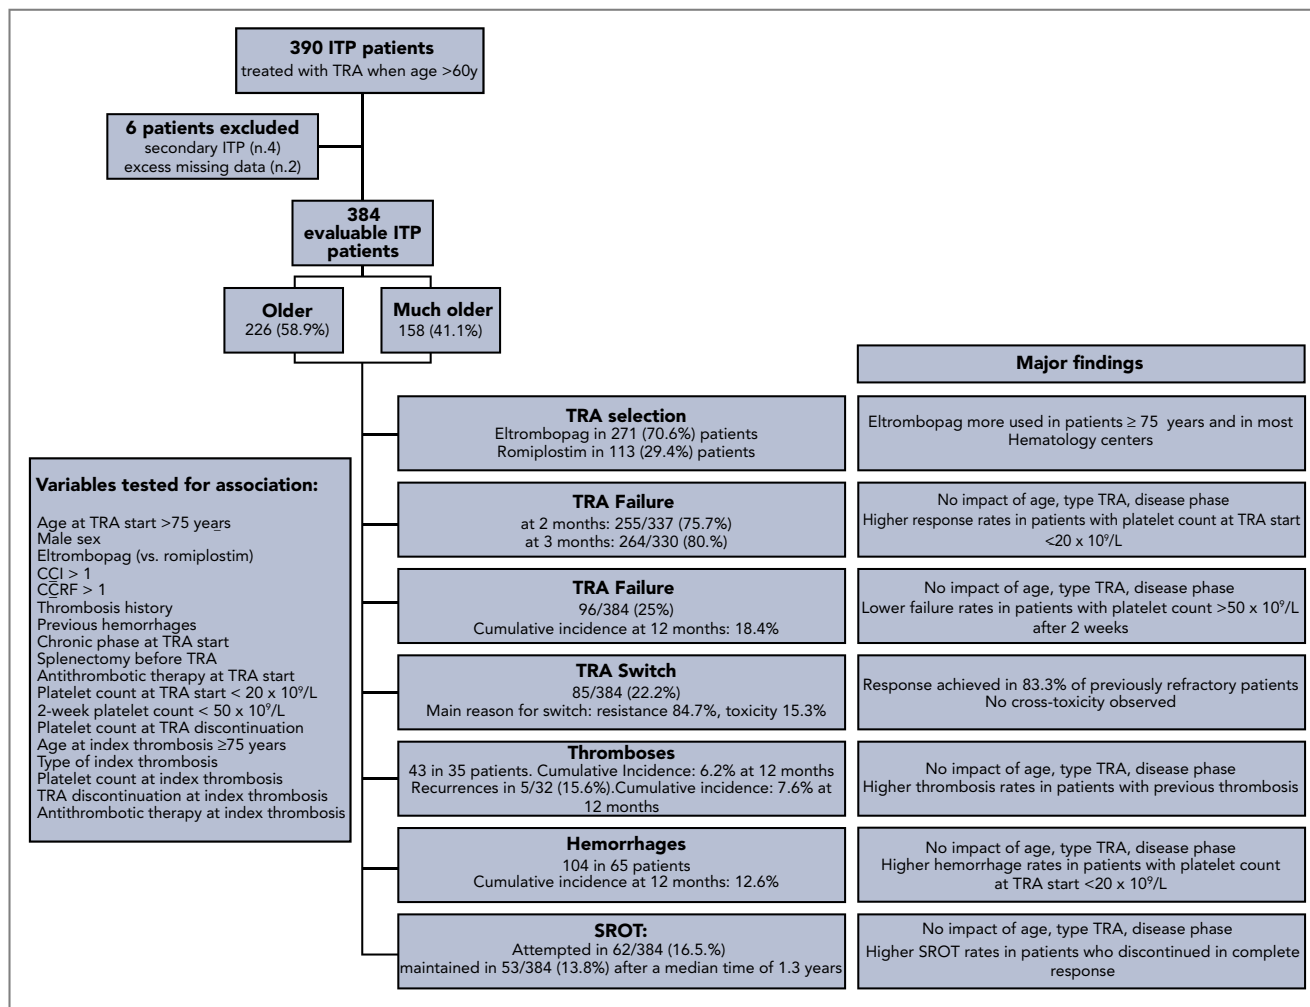 390 ITP patients
treated with TRA when age >60y
6 patients excluded
secondary ITP (n.4)
excess missing data (n.2)
384
evaluable ITP
patients
Older
226 (58.9%)
Much older
158 (41.1%)
Major findings
TRA selection
Eltrombopag in 271 (70.6%) patients
Romiplostim in 113 (29.4%) patients
Eltrombopag more used in patients ≥ 75 years and in most
Hematology centers
Variables tested for association:
Age at TRA start >75 years
Male sex
Eltrombopag (vs. romiplostim)
CCI > 1
CCRF > 1
Thrombosis history
Previous hemorrhages
Chronic phase at TRA start
Splenectomy before TRA
Antithrombotic therapy at TRA start
Platelet count at TRA start < 20 x 10⁹/L
2-week platelet count < 50 x 10⁹/L
Platelet count at TRA discontinuation
Age at index thrombosis ≥75 years
Type of index thrombosis
Platelet count at index thrombosis
TRA discontinuation at index thrombosis
Antithrombotic therapy at index thrombosis
TRA Failure
at 2 months: 255/337 (75.7%)
at 3 months: 264/330 (80.%)
No impact of age, type TRA, disease phase
Higher response rates in patients with platelet count at TRA start
<20 x 10⁹/L
TRA Failure
96/384 (25%)
Cumulative incidence at 12 months: 18.4%
No impact of age, type TRA, disease phase
Lower failure rates in patients with platelet count >50 x 10⁹/L
after 2 weeks
TRA Switch
85/384 (22.2%)
Main reason for switch: resistance 84.7%, toxicity 15.3%
Response achieved in 83.3% of previously refractory patients
No cross-toxicity observed
Thromboses
43 in 35 patients. Cumulative Incidence: 6.2% at 12 months
Recurrences in 5/32 (15.6%).Cumulative incidence: 7.6% at
12 months
No impact of age, type TRA, disease phase
Higher thrombosis rates in patients with previous thrombosis
Hemorrhages
104 in 65 patients
Cumulative incidence at 12 months: 12.6%
No impact of age, type TRA, disease phase
Higher hemorrhage rates in patients with platelet count
at TRA start <20 x 10⁹/L
SROT:
Attempted in 62/384 (16.5.%)
maintained in 53/384 (13.8%) after a median time of 1.3 years
No impact of age, type TRA, disease phase
Higher SROT rates in patients who discontinued in complete
response